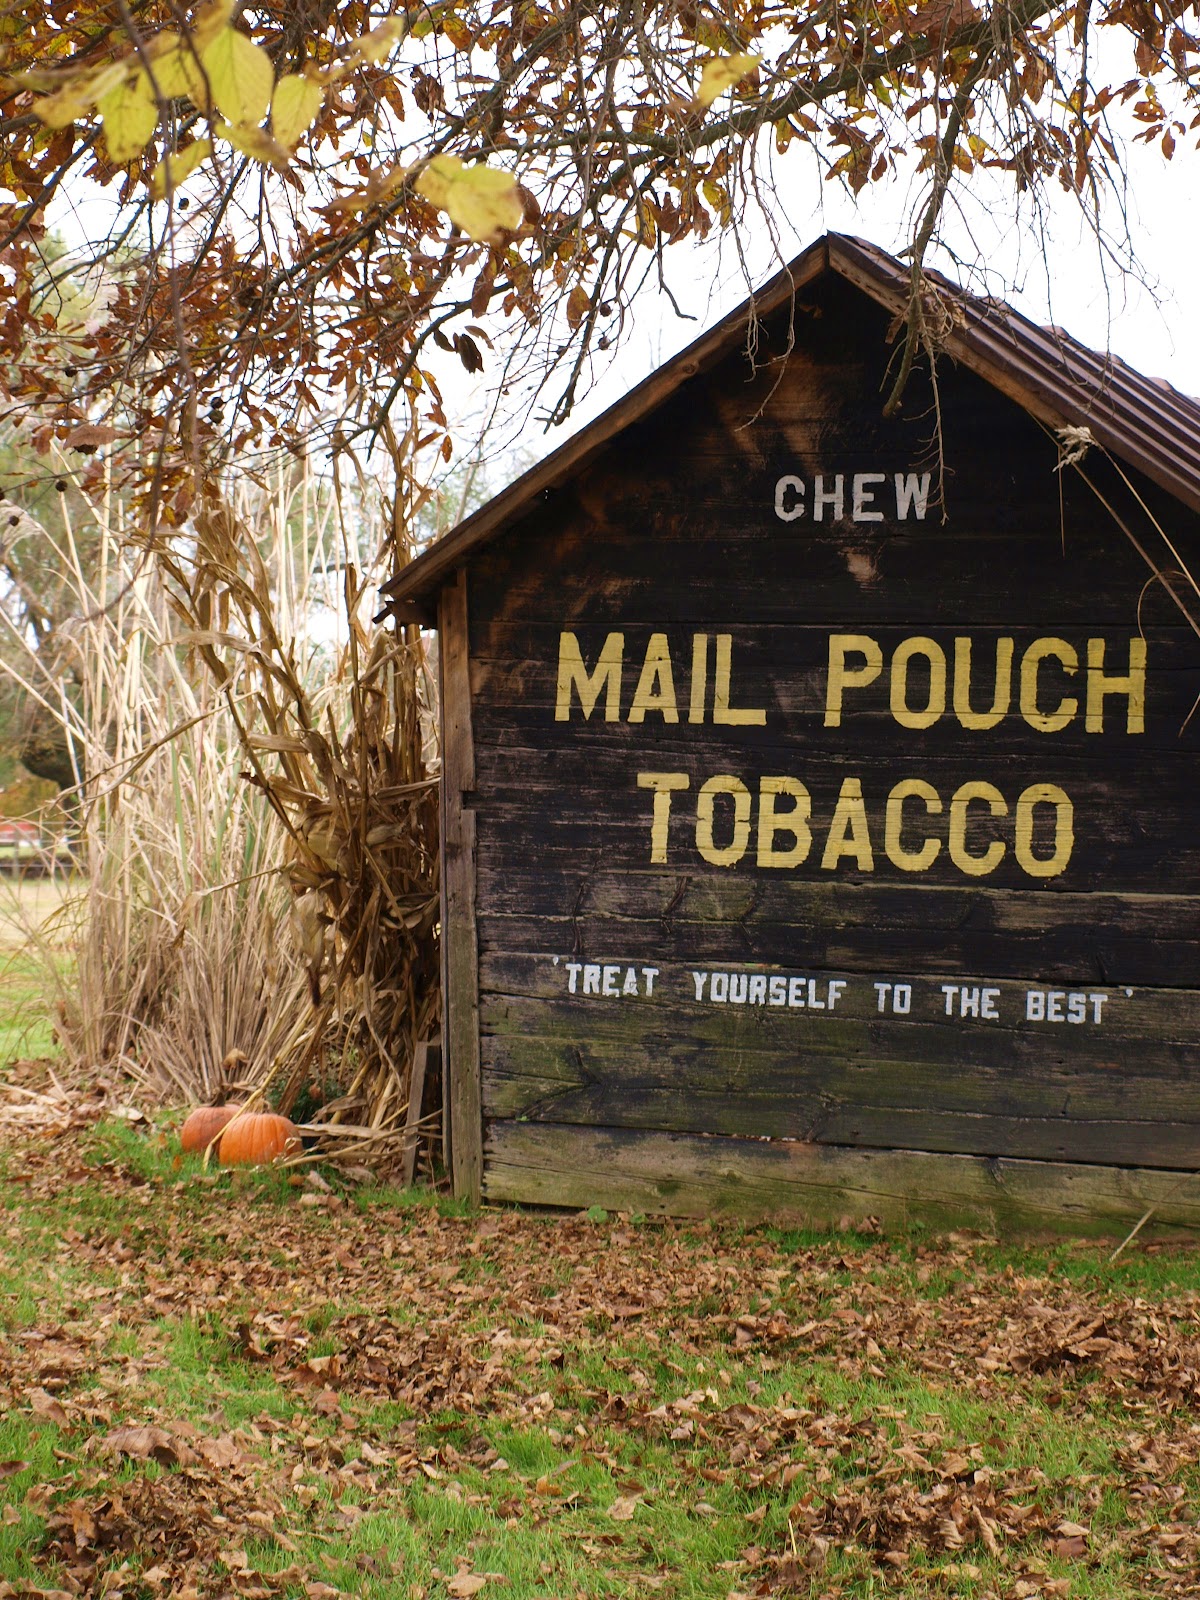 CHEW
MAIL POUCH
TOBACCO
'TREAT YOURSELF TO THE BEST'